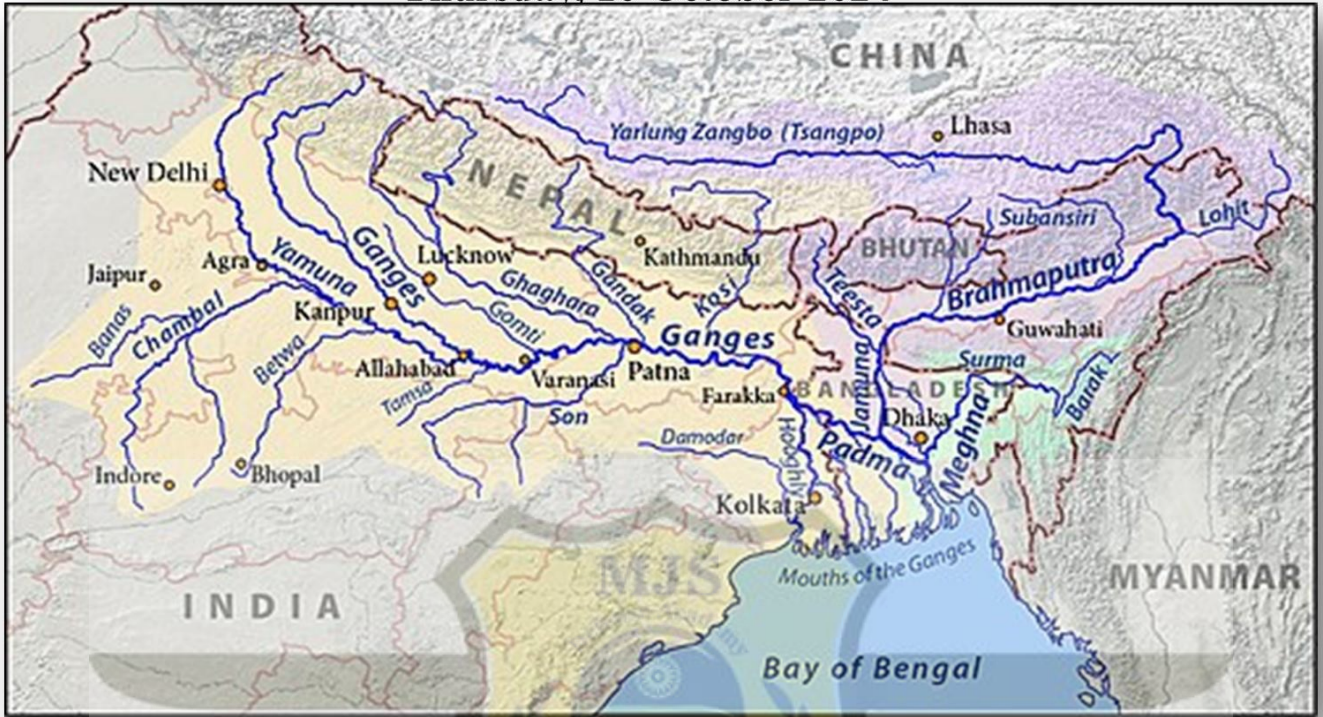 CHINA
Yarlung Zangbo (Tsangpo)
Lhasa
New Delhi
NEPAL
Subansiri
Lohit
BHUTAN
Kathmandu
Agra
Yamuna
Ganges
Lucknow
Jaipur
Ghaghara
Gandak
Kosi
Teesta
Brahmaputra
Guwahati
Banas
Chambal
Kanpur
Gomti
Ganges
Betwa
Allahabad
Varanasi
Patna
Surma
Tamsa
Son
Farakka
BANGLADESH
Jamuna
Barak
Dhaka
Meghna
Damodar
Hooghly
Padma
Indore
Bhopal
Kolkata
Mouths of the Ganges
MJS
INDIA
MYANMAR
Bay of Bengal